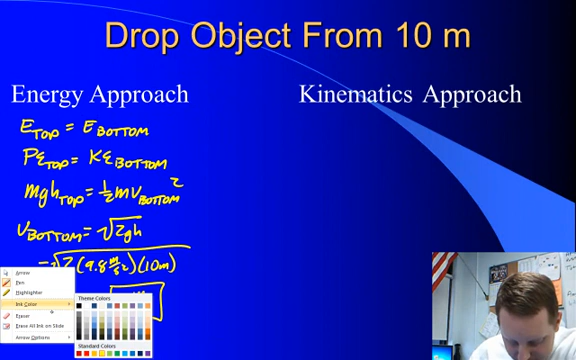 Drop Object From 10 m
Energy Approach
Kinematics Approach
E_TOP = E_BOTTOM
PE_TOP = KE_BOTTOM
mgh_TOP = ½mv_BOTTOM²
v_BOTTOM = √2gh
= √2(9.8 m/s²)(10m)
Arrow
Pen
Highlighter
Ink Color
Eraser
Erase All Ink on Slide
Arrow Options
Theme Colors
Standard Colors